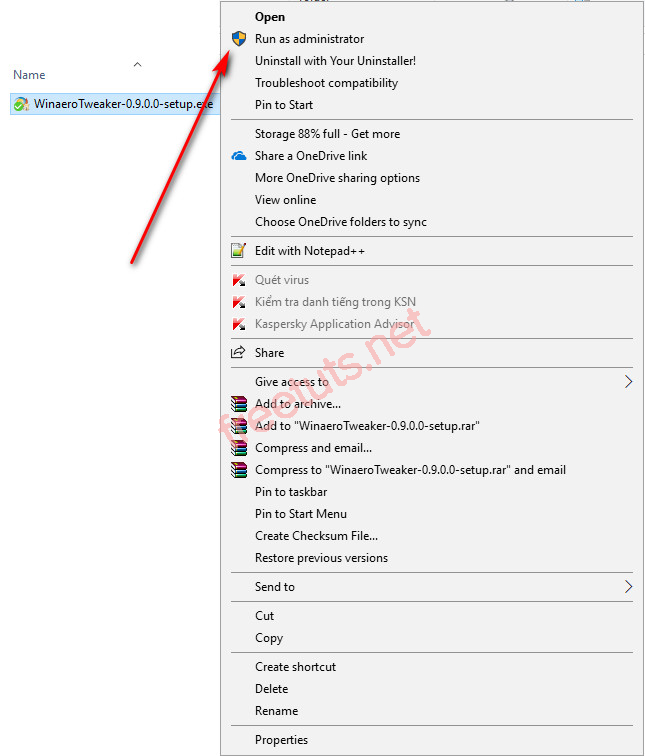 Open
Run as administrator
Uninstall with Your Uninstaller!
Name
Troubleshoot compatibility
WinaeroTweaker-0.9.0.0-setup.exe
Pin to Start
Storage 88% full - Get more
Share a OneDrive link
More OneDrive sharing options
View online
Choose OneDrive folders to sync
Edit with Notepad++
Quét virus
Kiểm tra danh tiếng trong KSN
Kaspersky Application Advisor
Share
Give access to
Add to archive...
Add to "WinaeroTweaker-0.9.0.0-setup.rar"
Compress and email...
Compress to "WinaeroTweaker-0.9.0.0-setup.rar" and email
Pin to taskbar
Pin to Start Menu
Create Checksum File...
Restore previous versions
Send to
Cut
Copy
Create shortcut
Delete
Rename
Properties
freetuts.net